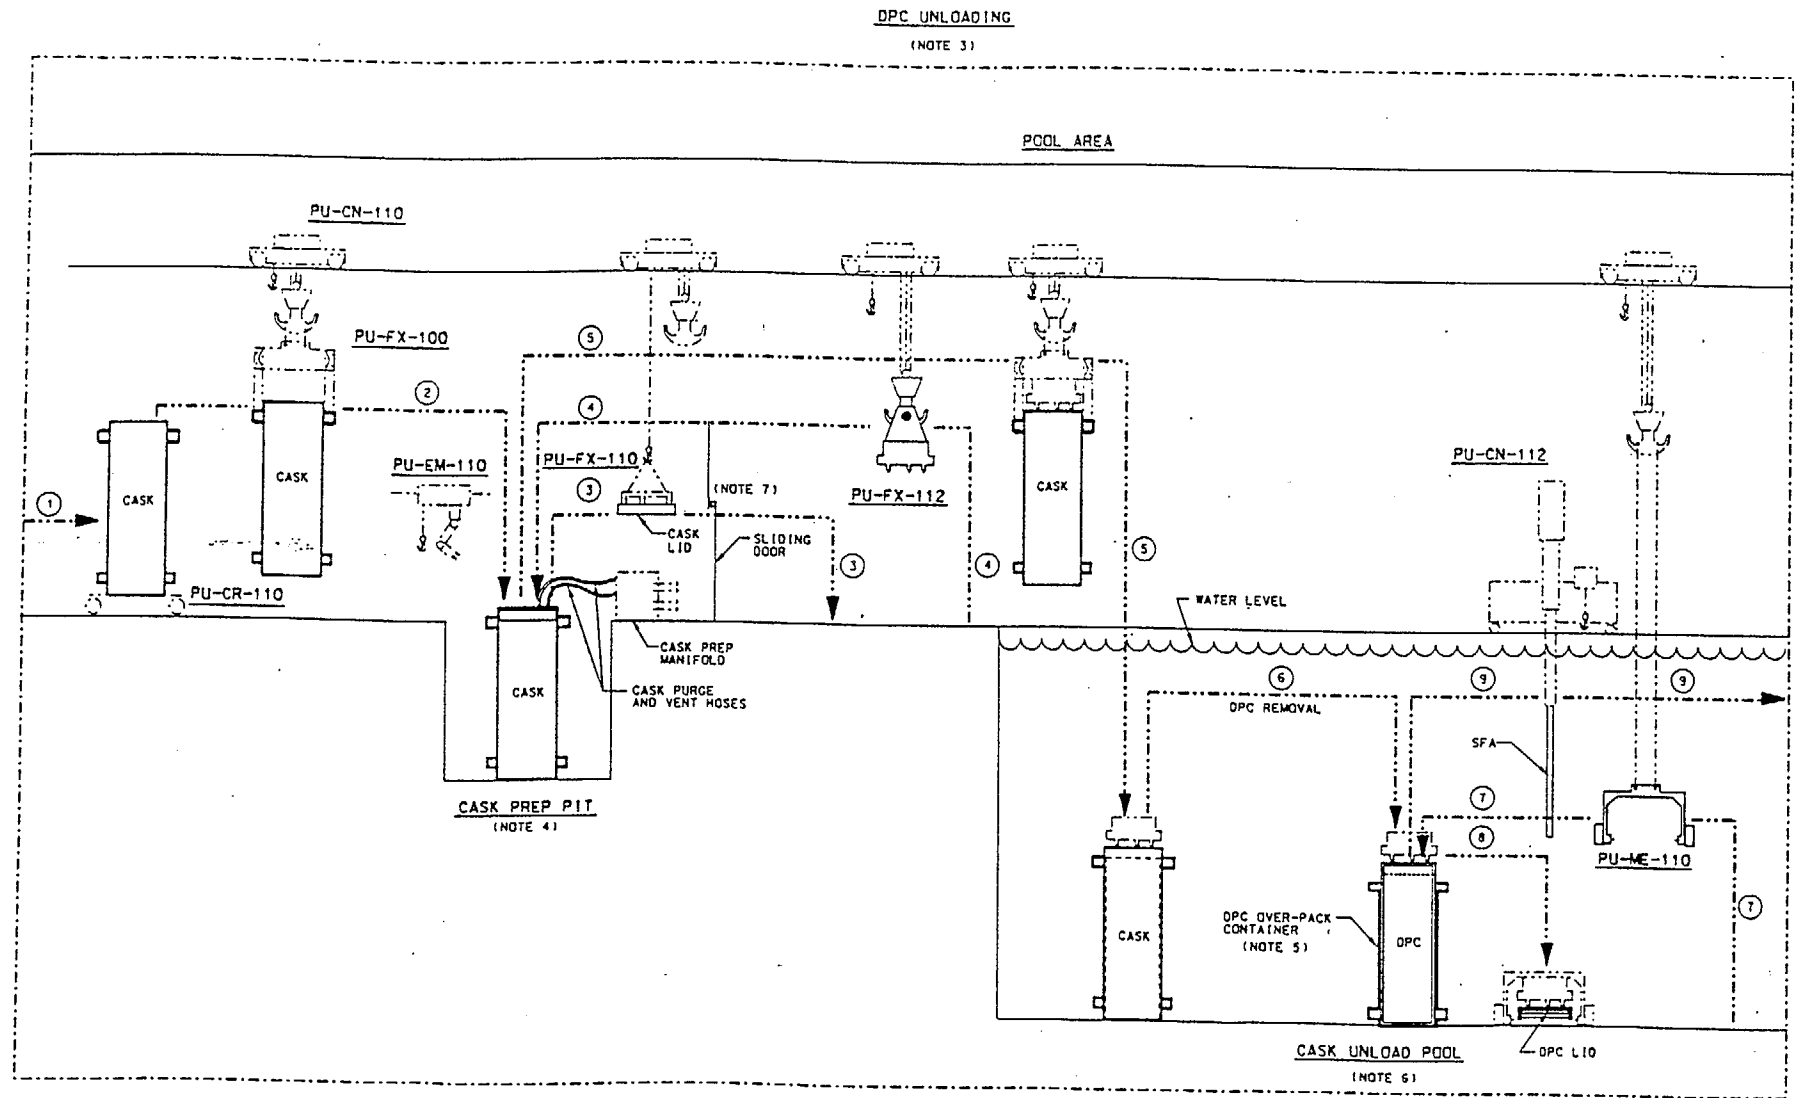 DPC UNLOADING
(NOTE 3)
POOL AREA
PU-CN-110
PU-FX-100
5
2
4
PU-EM-110
PU-FX-110
PU-CN-112
CASK
CASK
CASK
1
3
(NOTE 7)
PU-FX-112
CASK
LID
SLIDING
DOOR
5
3
4
PU-CR-110
WATER LEVEL
CASK PREP
MANIFOLD
CASK
CASK PURGE
AND VENT HOSES
6
9
9
DPC REMOVAL
SFA
CASK PREP PIT
(NOTE 4)
7
8
PU-ME-110
7
DPC OVER-PACK
CONTAINER
(NOTE 5)
CASK
DPC
CASK UNLOAD POOL
(NOTE 6)
DPC LID